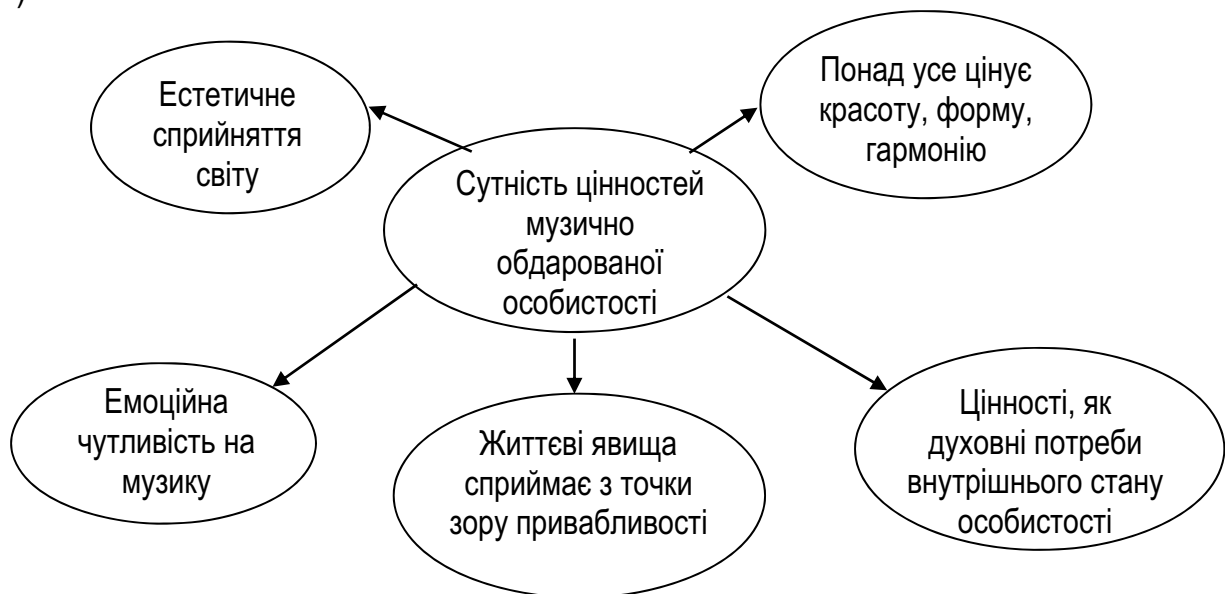 )
Естетичне
сприйняття
світу
Понад усе цінує
красоту, форму,
гармонію
Сутність цінностей
музично
обдарованої
особистості
Емоційна
чутливість на
музику
Життєві явища
сприймає з точки
зору привабливості
Цінності, як
духовні потреби
внутрішнього стану
особистості